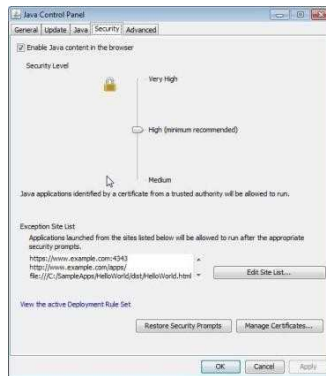 Java Control Panel
General Update Java Security Advanced
Enable Java content in the browser
Security Level
Very High
High (minimum recommended)
Medium
Java applications identified by a certificate from a trusted authority will be allowed to run.
Exception Site List
Applications launched from the sites listed below will be allowed to run after the appropriate
security prompts.
https://www.example.com:4343
http://www.example.com/apps/
file:///C:/SampleApps/HelloWorld/dist/HelloWorld.html
Edit Site List...
View the active Deployment Rule Set
Restore Security Prompts Manage Certificates...
OK Cancel Apply